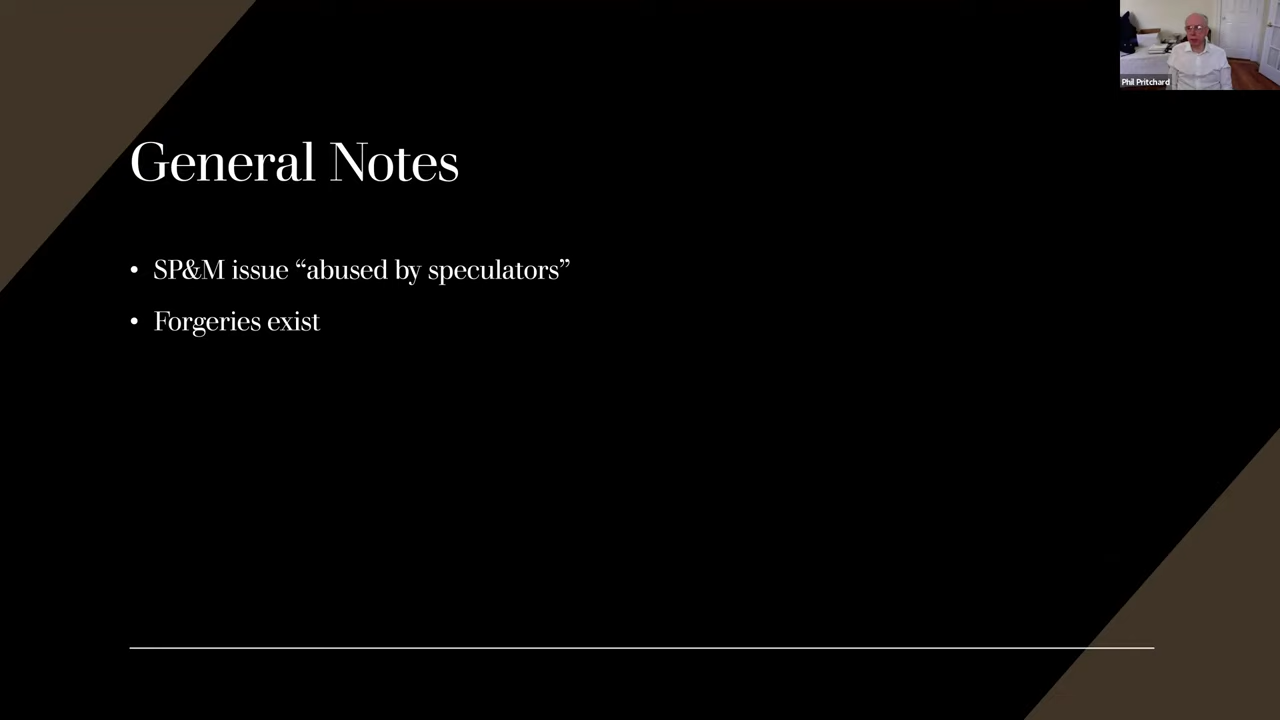 Phil Pritchard
General Notes
• SP&M issue “abused by speculators”
• Forgeries exist